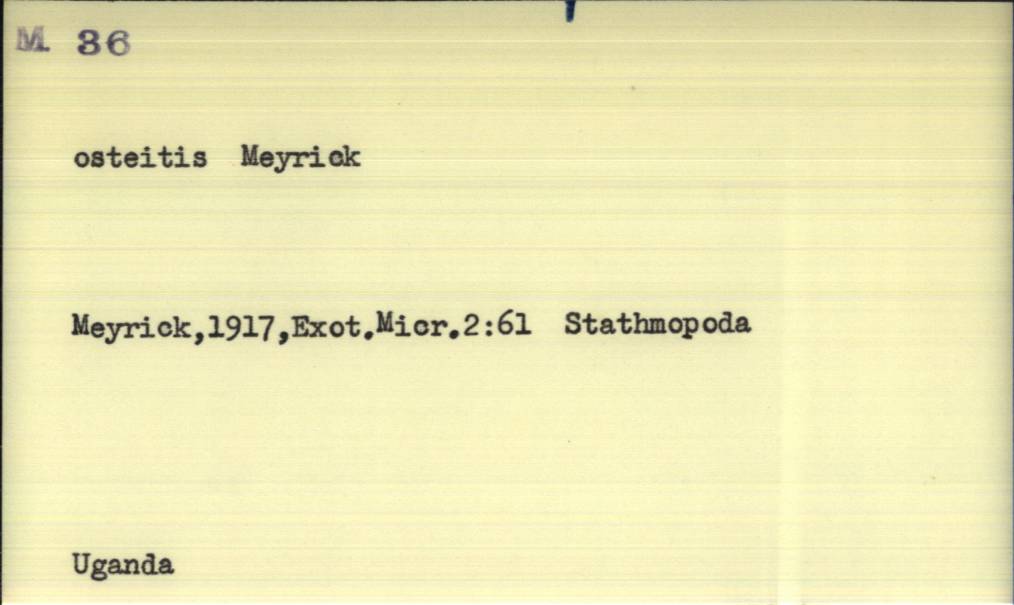 M. 36
osteitis Meyrick
Meyrick,1917,Exot.Micr.2:61 Stathmopoda
Uganda